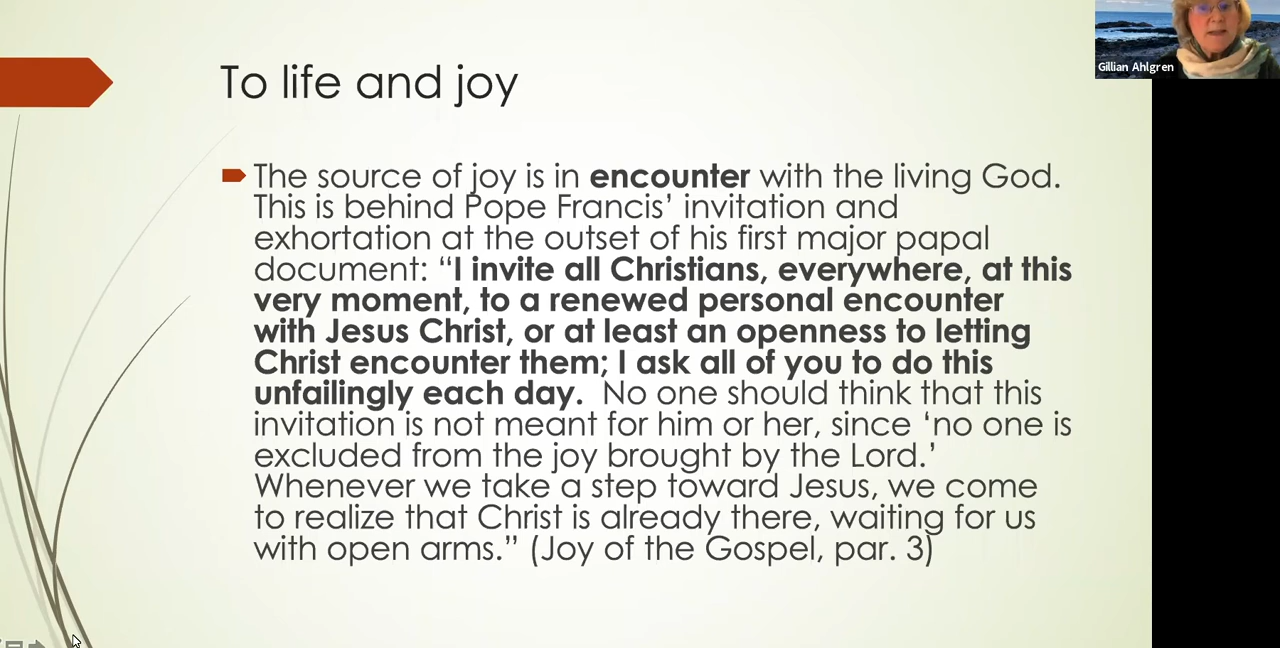 To life and joy
Gillian Ahlgren
The source of joy is in encounter with the living God.
This is behind Pope Francis’ invitation and
exhortation at the outset of his first major papal
document: “I invite all Christians, everywhere, at this
very moment, to a renewed personal encounter
with Jesus Christ, or at least an openness to letting
Christ encounter them; I ask all of you to do this
unfailingly each day.  No one should think that this
invitation is not meant for him or her, since ‘no one is
excluded from the joy brought by the Lord.’
Whenever we take a step toward Jesus, we come
to realize that Christ is already there, waiting for us
with open arms.” (Joy of the Gospel, par. 3)